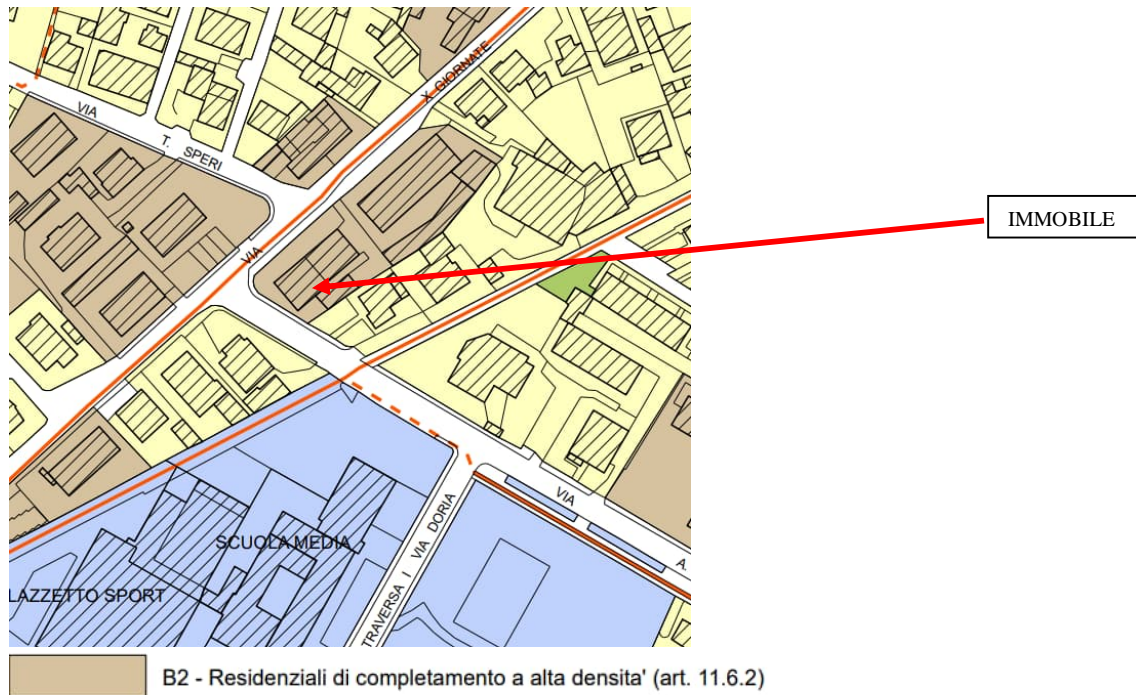 X GIORNATE
VIA
T. SPERI
VIA
IMMOBILE
VIA
A.
SCUOLA MEDIA
TRAVERSA I VIA DORIA
LAZZETTO SPORT
B2 - Residenziali di completamento a alta densita' (art. 11.6.2)